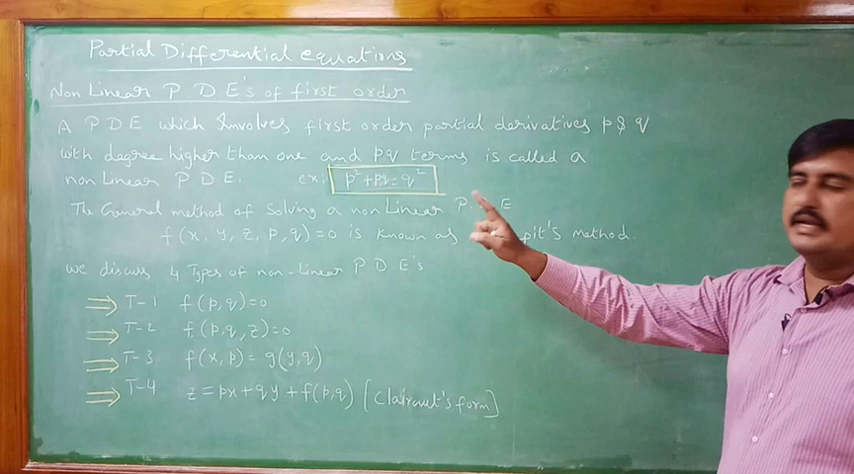 Partial Differential equations
Non Linear P D E's of first order
A P D E which Involves first order partial derivatives p & q
with degree higher than one and pq terms is called a
non Linear P D E. ex: p²+pq=q²
The General method of Solving a non Linear P E
f(x, y, z, p, q)=0 is known as pit's method.
we discuss 4 Types of non-Linear P D E's
⇒ T-1 f(p,q)=0
⇒ T-2 f(p,q,z)=0
⇒ T-3 f(x,p)= g(y,q)
⇒ T-4 z=px+qy+f(p,q) [Clairaut's form]